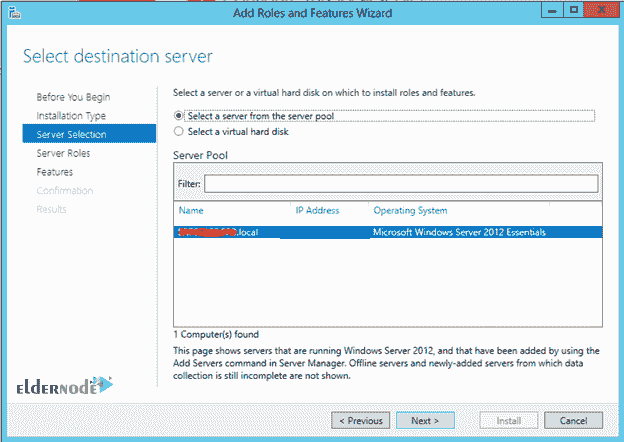 Add Roles and Features Wizard
Select destination server
Before You Begin
Installation Type
Server Selection
Server Roles
Features
Confirmation
Results
Select a server or a virtual hard disk on which to install roles and features.
Select a server from the server pool
Select a virtual hard disk
Server Pool
Filter:
Name IP Address Operating System
.local Microsoft Windows Server 2012 Essentials
1 Computer(s) found
This page shows servers that are running Windows Server 2012, and that have been added by using the
Add Servers command in Server Manager. Offline servers and newly-added servers from which data
collection is still incomplete are not shown.
elderNode
< Previous Next > Install Cancel